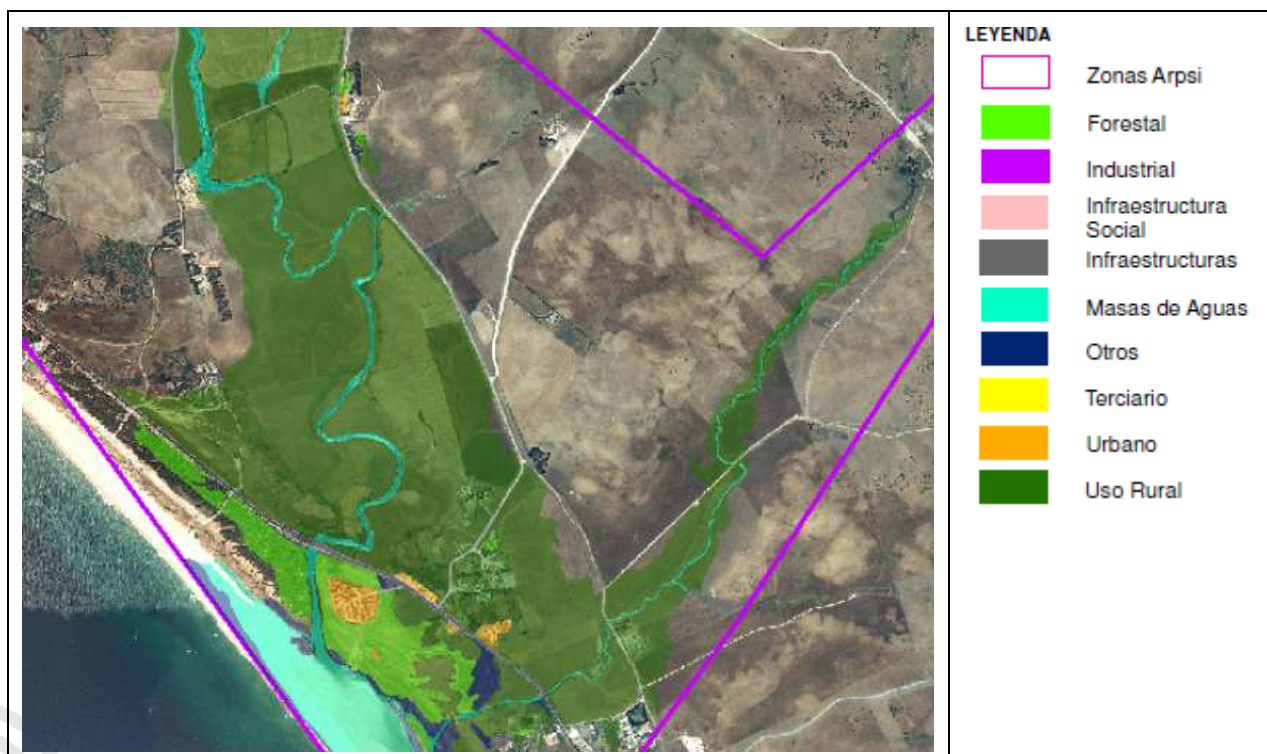 LEYENDA
Zonas Arpsi
Forestal
Industrial
Infraestructura
Social
Infraestructuras
Masas de Aguas
Otros
Terciario
Urbano
Uso Rural